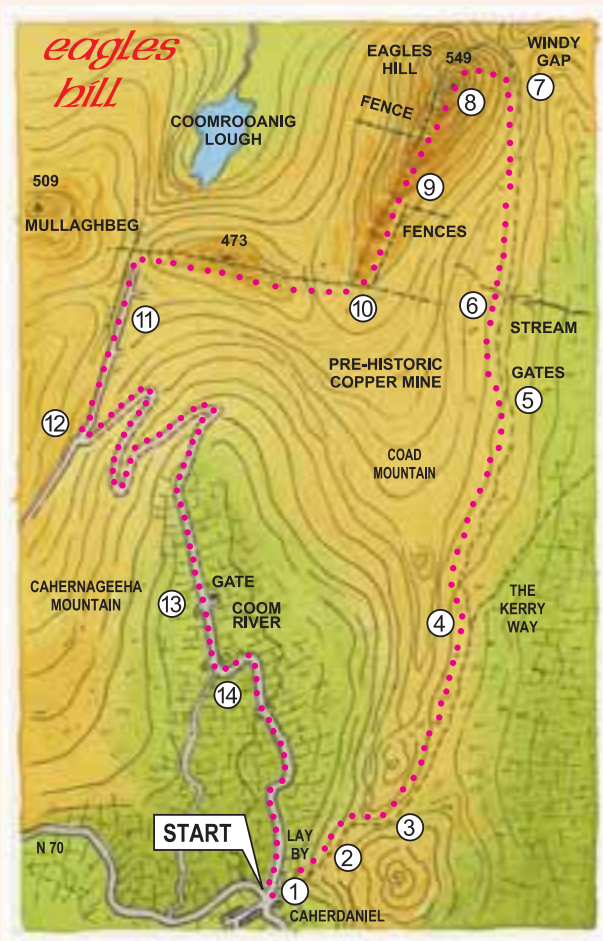 eagles
hill
EAGLES
HILL
549
WINDY
GAP
7
8
FENCE
COOMROOANIG
LOUGH
509
MULLAGHBEG
9
FENCES
473
10
6
11
STREAM
PRE-HISTORIC
COPPER MINE
GATES
5
12
COAD
MOUNTAIN
CAHERNAGEEHA
MOUNTAIN
GATE
13
COOM
RIVER
THE
KERRY
WAY
4
14
START
LAY
BY
3
2
N 70
1
CAHERDANIEL